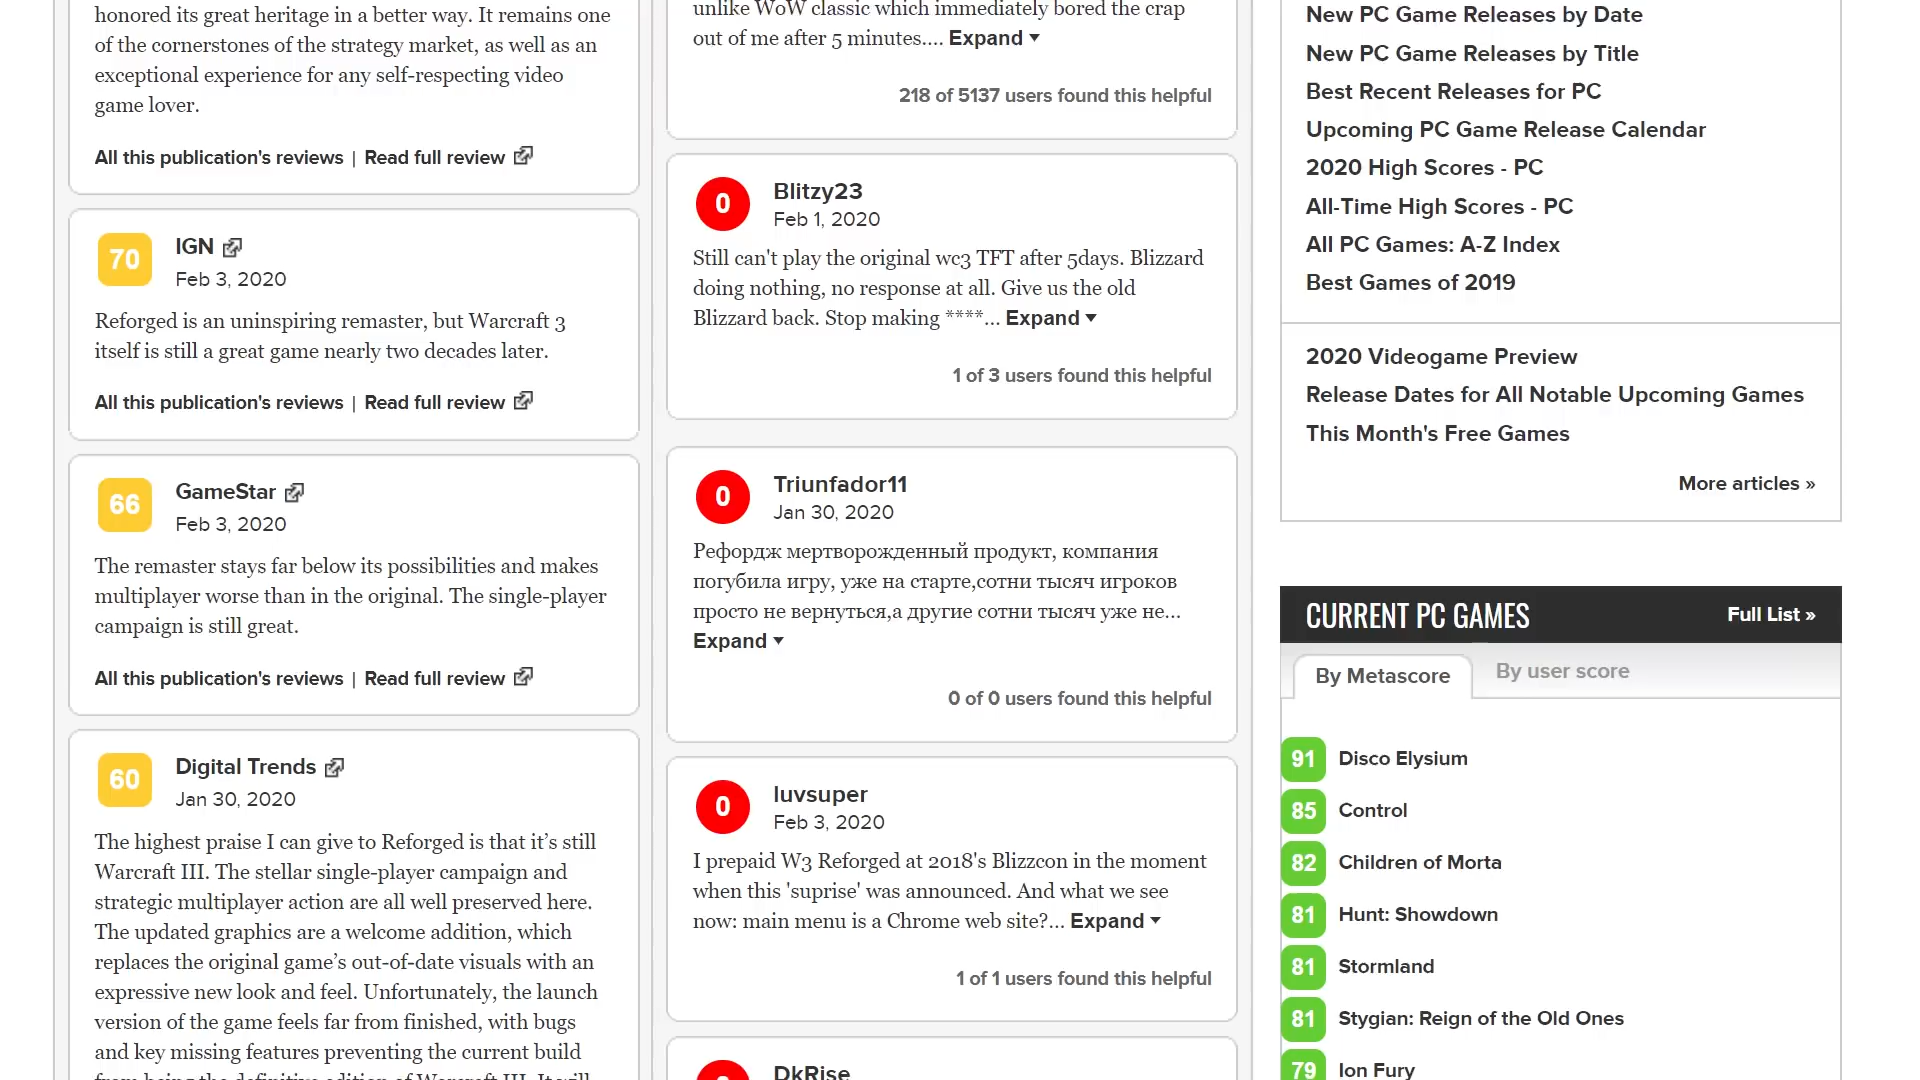 honored its great heritage in a better way. It remains one
of the cornerstones of the strategy market, as well as an
exceptional experience for any self-respecting video
game lover.
All this publication's reviews | Read full review
70
IGN
Feb 3, 2020
Reforged is an uninspiring remaster, but Warcraft 3
itself is still a great game nearly two decades later.
All this publication's reviews | Read full review
66
GameStar
Feb 3, 2020
The remaster stays far below its possibilities and makes
multiplayer worse than in the original. The single-player
campaign is still great.
All this publication's reviews | Read full review
60
Digital Trends
Jan 30, 2020
The highest praise I can give to Reforged is that it’s still
Warcraft III. The stellar single-player campaign and
strategic multiplayer action are all well preserved here.
The updated graphics are a welcome addition, which
replaces the original game’s out-of-date visuals with an
expressive new look and feel. Unfortunately, the launch
version of the game feels far from finished, with bugs
and key missing features preventing the current build
from being the definitive edition of Warcraft III. It will
unlike WoW classic which immediately bored the crap
out of me after 5 minutes.... Expand
218 of 5137 users found this helpful
0
Blitzy23
Feb 1, 2020
Still can't play the original wc3 TFT after 5days. Blizzard
doing nothing, no response at all. Give us the old
Blizzard back. Stop making ****... Expand
1 of 3 users found this helpful
0
Triunfador11
Jan 30, 2020
Рефордж мертворожденный продукт, компания
погубила игру, уже на старте,сотни тысяч игроков
просто не вернуться,а другие сотни тысяч уже не...
Expand
0 of 0 users found this helpful
0
luvsuper
Feb 3, 2020
I prepaid W3 Reforged at 2018's Blizzcon in the moment
when this 'suprise' was announced. And what we see
now: main menu is a Chrome web site?... Expand
1 of 1 users found this helpful
DkRise
New PC Game Releases by Date
New PC Game Releases by Title
Best Recent Releases for PC
Upcoming PC Game Release Calendar
2020 High Scores - PC
All-Time High Scores - PC
All PC Games: A-Z Index
Best Games of 2019
2020 Videogame Preview
Release Dates for All Notable Upcoming Games
This Month's Free Games
More articles »
CURRENT PC GAMES Full List »
By Metascore By user score
91 Disco Elysium
85 Control
82 Children of Morta
81 Hunt: Showdown
81 Stormland
81 Stygian: Reign of the Old Ones
79 Ion Fury